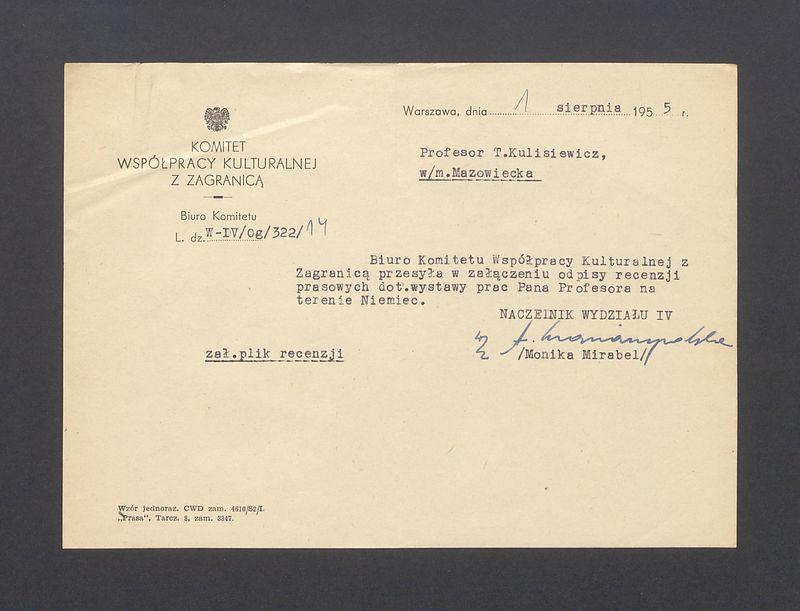 KOMITET
WSPÓŁPRACY KULTURALNEJ
Z ZAGRANICĄ
Biuro Komitetu
L. dz. W-IV/Og/322/14
Warszawa, dnia 1 sierpnia 1955 r.
Profesor T.Kulisiewicz,
w/m.Mazowiecka
Biuro Komitetu Współpracy Kulturalnej z
Zagranicą przesyła w załączeniu odpisy recenzji
prasowych dot.wystawy prac Pana Profesora na
terenie Niemiec.
NACZELNIK WYDZIAŁU IV
/Monika Mirabel/
zał.plik recenzji
Wzór jednoraz. CWD zam. 4610/52/I.
„Prasa", Tarcz. 8, zam. 3847.